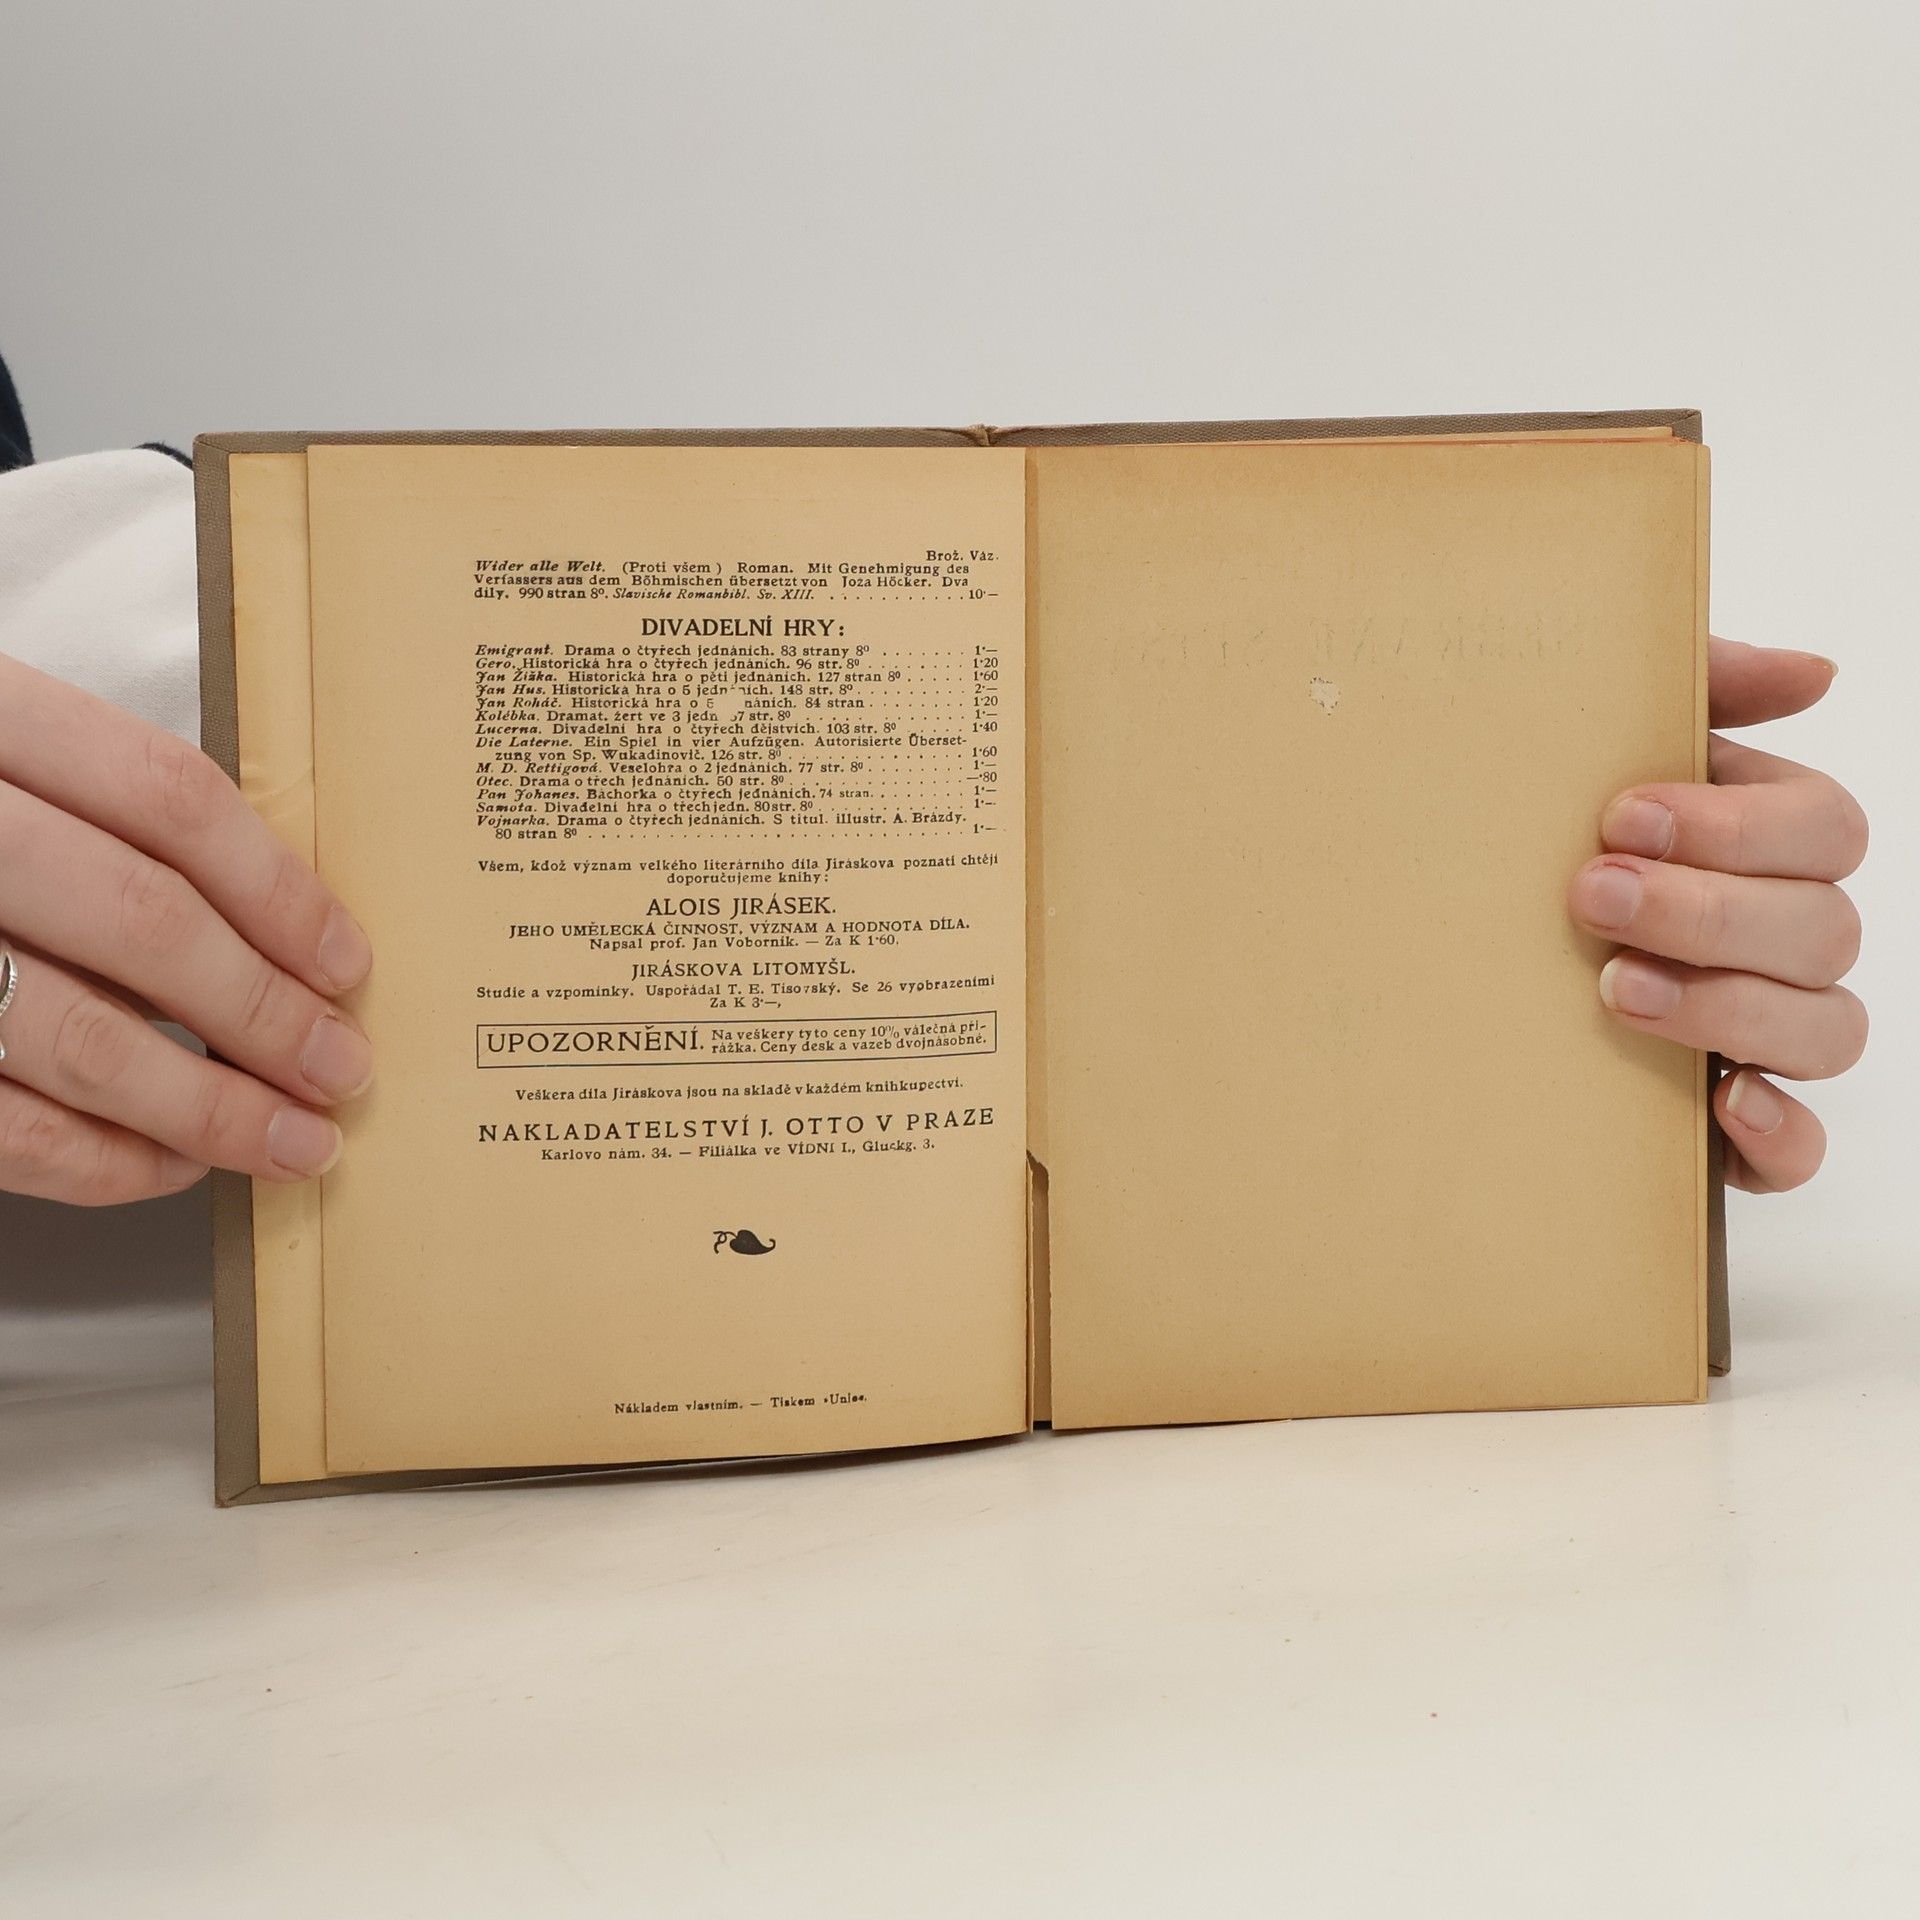 Brož. Váz.
Wider alle Welt. (Proti všem ) Roman. Mit Genehmigung des
Verfassers aus dem Böhmischen übersetzt von Joza Höcker. Dva
díly. 990 stran 8º. Slavische Romanbibl. Sv. XIII. . . . . . . . . . . . 10·—
DIVADELNÍ HRY:
Emigrant. Drama o čtyřech jednáních. 83 strany 8º . . . . . . . 1·—
Gero. Historická hra o čtyřech jednáních. 96 str. 8º . . . . . . . . 1·20
Jan Žižka. Historická hra o pěti jednáních. 127 stran 8º . . . . . 1·60
Jan Hus. Historická hra o 5 jedn ních. 148 str. 8º . . . . . . . . 2·—
Jan Roháč. Historická hra o náních. 84 stran . . . . . . . . 1·20
Kolébka. Dramat. žert ve 3 jedn 7 str. 8º . . . . . . . . . . . . 1·—
Lucerna. Divadelní hra o čtyřech dějstvích. 103 str. 8º . . . . . 1·40
Die Laterne. Ein Spiel in vier Aufzügen. Autorisierte Überset-
zung von Sp. Wukadinovič. 126 str. 8º . . . . . . . . . . . . . 1·60
M. D. Rettigová. Veselohra o 2 jednáních. 77 str. 8º . . . . . . . . 1·—
Otec. Drama o třech jednáních. 50 str. 8º . . . . . . . . . . . . . —·80
Pan Johanes. Báchorka o čtyřech jednáních. 74 stran. . . . . . . . 1·—
Samota. Divadelní hra o třech jedn. 80 str. 8º . . . . . . . . . . . 1·—
Vojnarka. Drama o čtyřech jednáních. S titul. illustr. A. Brázdy.
80 stran 8º . . . . . . . . . . . . . . . . . . . . . . . . . . . . . 1·—
Všem, kdož význam velkého literárního díla Jiráskova poznati chtějí
doporučujeme knihy:
ALOIS JIRÁSEK.
JEHO UMĚLECKÁ ČINNOST, VÝZNAM A HODNOTA DÍLA.
Napsal prof. Jan Voborník. — Za K 1·60.
JIRÁSKOVA LITOMYŠL.
Studie a vzpomínky. Uspořádal T. E. Tisovský. Se 26 vyobrazeními
Za K 3·—,
UPOZORNĚNÍ. Na veškery tyto ceny 10% válečná při-
rážka. Ceny desk a vazeb dvojnásobné.
Veškera díla Jiráskova jsou na skladě v každém knihkupectví.
NAKLADATELSTVÍ J. OTTO V PRAZE
Karlovo nám. 34. — Filiálka ve VÍDNI I., Gluckg. 3.
Nákladem vlastním. — Tiskem »Unie«.